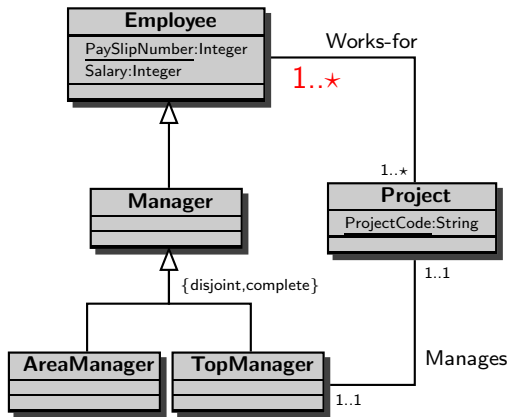 Employee
PaySlipNumber:Integer
Salary:Integer
Works-for
1..⋆
1..⋆
Manager
Project
ProjectCode:String
{disjoint,complete}
1..1
AreaManager
TopManager
Manages
1..1